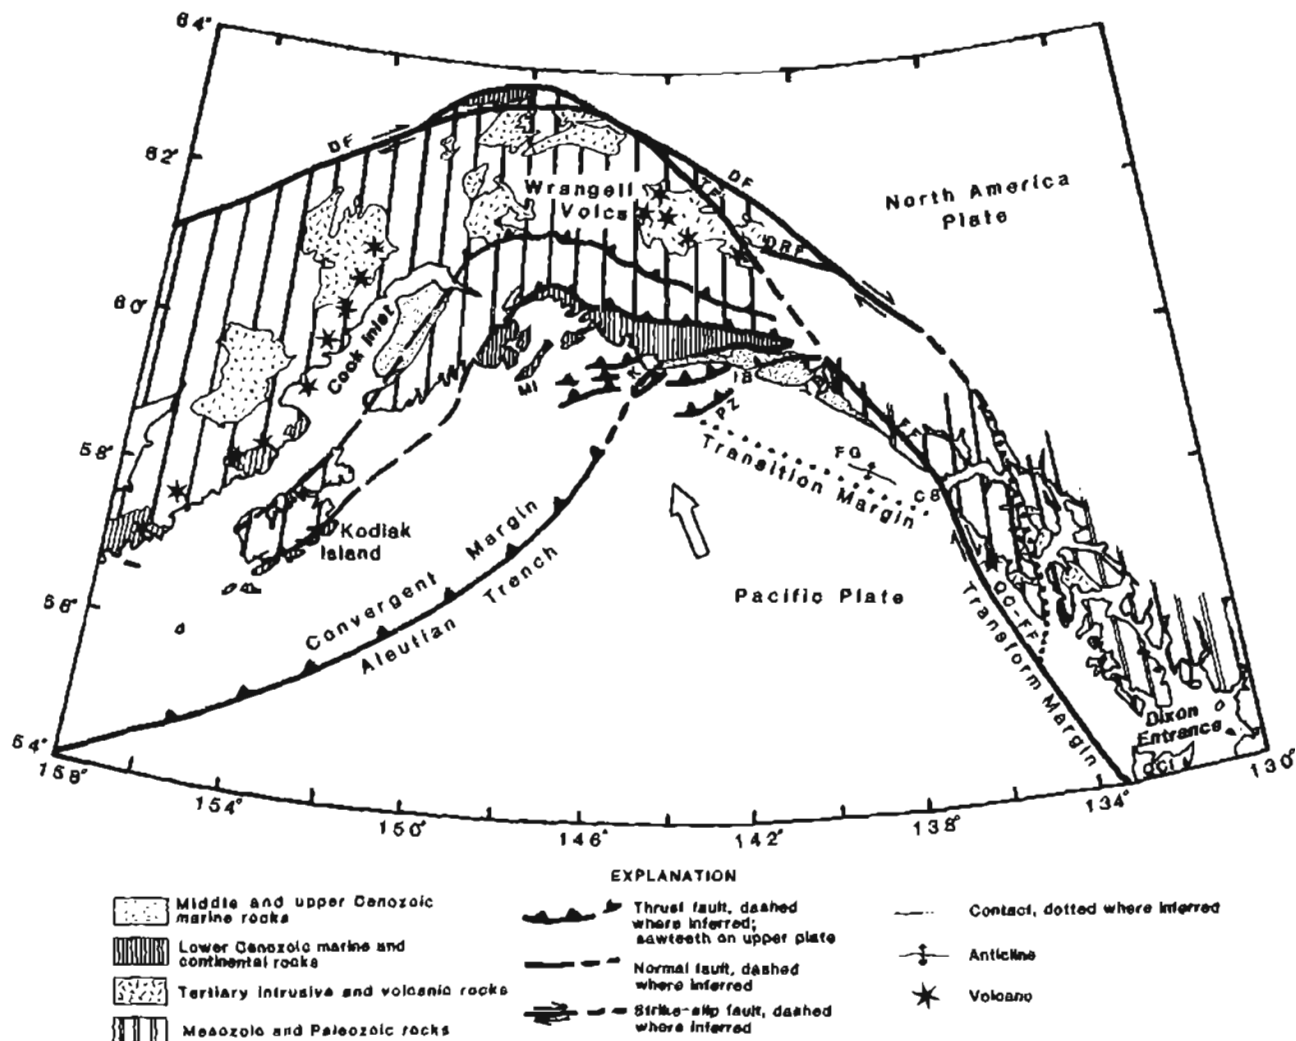 64°
62°
60°
58°
56°
54°
158°
154°
150°
146°
142°
138°
134°
130°
DF
DF
TF
DRF
Wrangell
Volcs
North America
Plate
Cook Inlet
MI
K
IB
PZ
FF
FG
CS
Transition Margin
Kodiak
Island
Convergent Margin
Aleutian Trench
Pacific Plate
QC-FF
Transform Margin
Dixon
Entrance
QCI
EXPLANATION
Middle and upper Cenozoic
marine rocks
Lower Cenozoic marine and
continental rocks
Tertiary intrusive and volcanic rocks
Mesozoic and Paleozoic rocks
Thrust fault, dashed
where inferred;
sawteeth on upper plate
Normal fault, dashed
where inferred
Strike-slip fault, dashed
where inferred
Contact, dotted where inferred
Anticline
Volcano